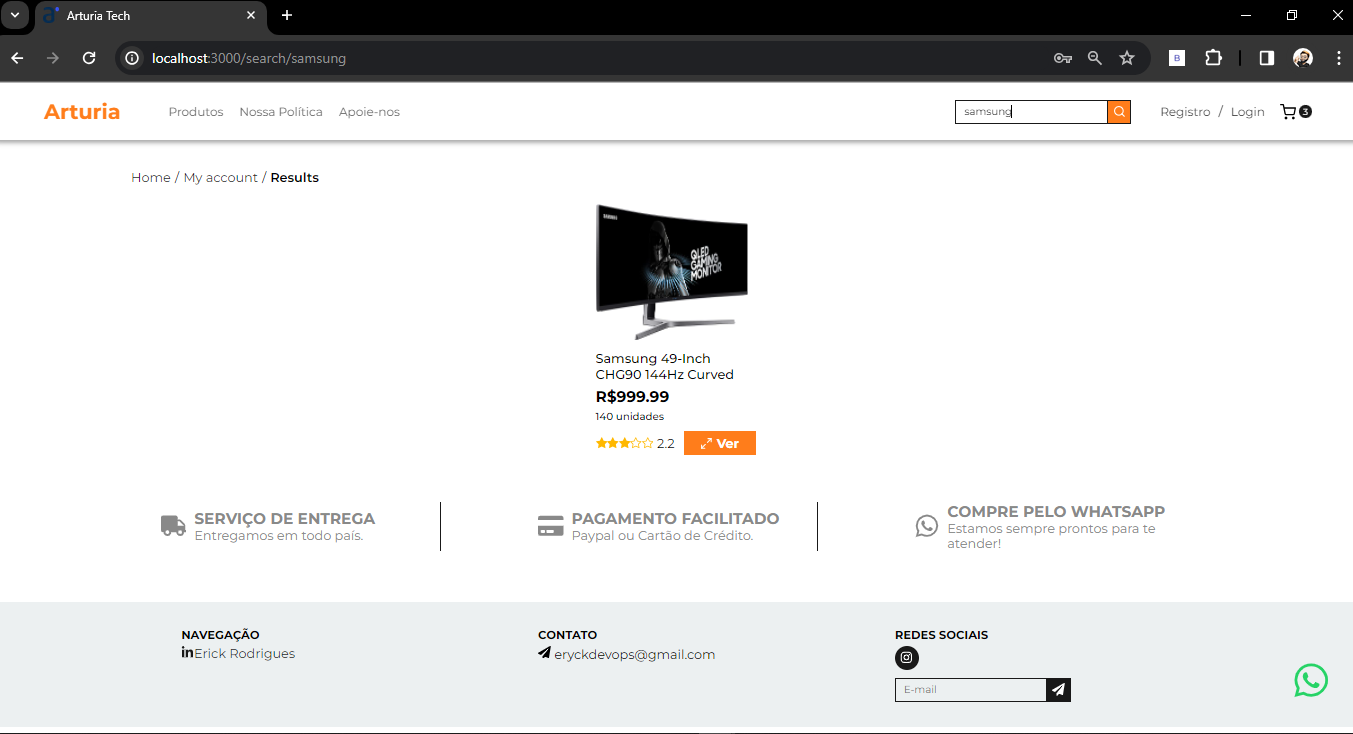 Arturia Tech
localhost:3000/search/samsung
B
Arturia
Produtos Nossa Política Apoie-nos
samsung
Registro / Login
3
Home / My account / Results
SAMSUNG
QLED
GAMING
MONITOR
Samsung 49-Inch
CHG90 144Hz Curved
R$999.99
140 unidades
2.2
Ver
SERVIÇO DE ENTREGA
Entregamos em todo país.
PAGAMENTO FACILITADO
Paypal ou Cartão de Crédito.
COMPRE PELO WHATSAPP
Estamos sempre prontos para te
atender!
NAVEGAÇÃO
in Erick Rodrigues
CONTATO
eryckdevops@gmail.com
REDES SOCIAIS
E-mail